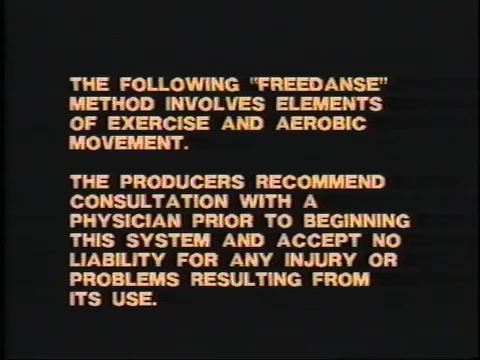 THE FOLLOWING "FREEDANSE"
METHOD INVOLVES ELEMENTS
OF EXERCISE AND AEROBIC
MOVEMENT.
THE PRODUCERS RECOMMEND
CONSULTATION WITH A
PHYSICIAN PRIOR TO BEGINNING
THIS SYSTEM AND ACCEPT NO
LIABILITY FOR ANY INJURY OR
PROBLEMS RESULTING FROM
ITS USE.